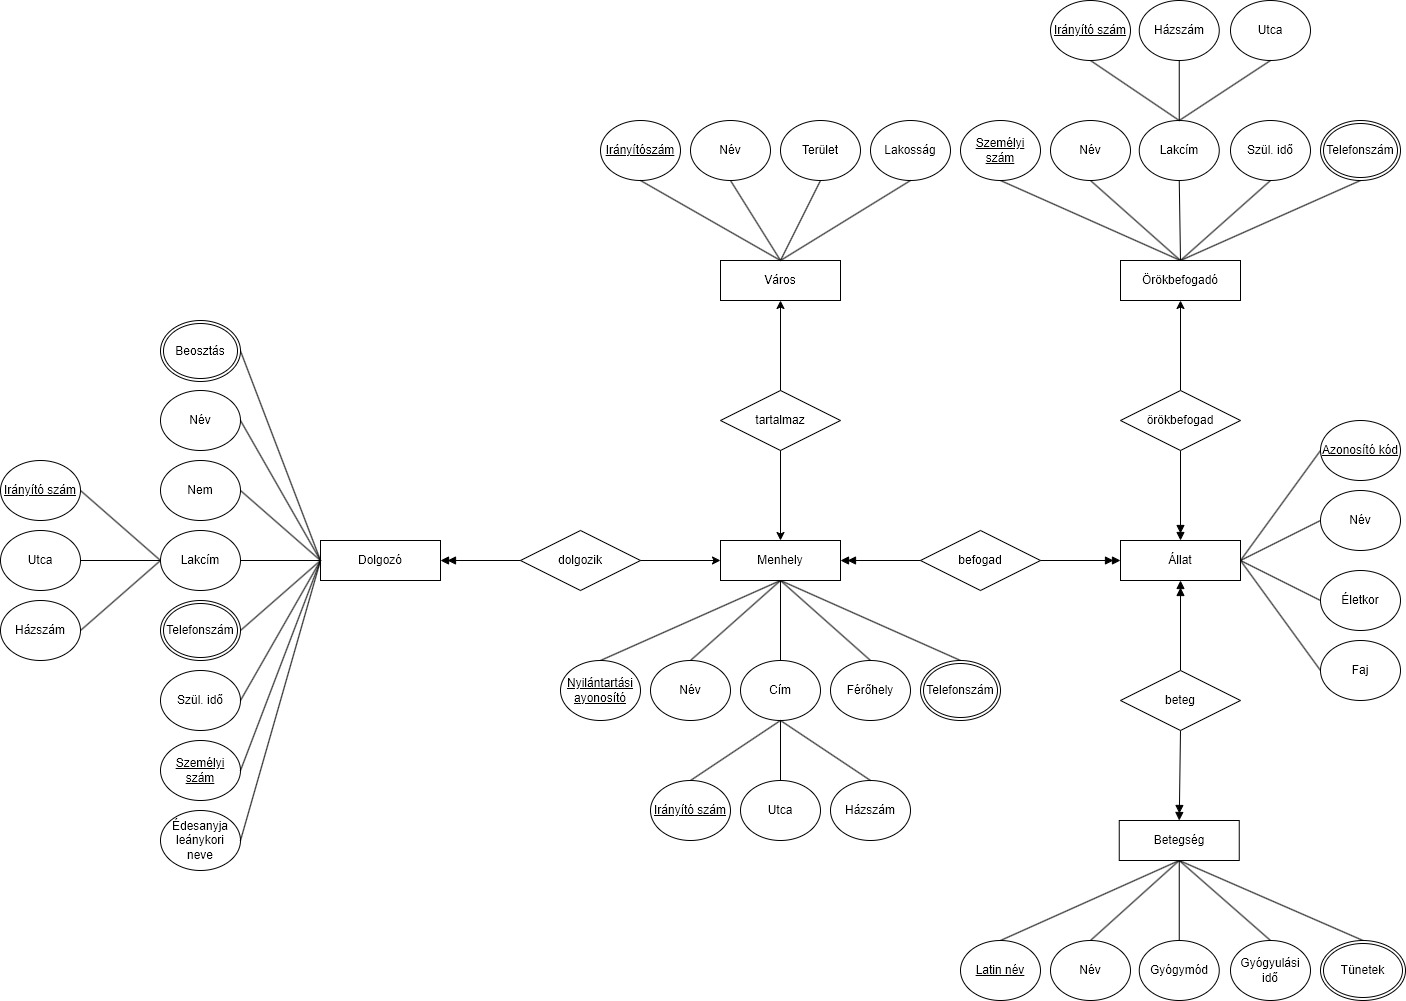 Irányító szám
Házszám
Utca
Irányítószám
Név
Terület
Lakosság
Személyi
szám
Név
Lakcím
Szül. idő
Telefonszám
Város
Örökbefogadó
Beosztás
Név
tartalmaz
örökbefogad
Azonosító kód
Irányító szám
Nem
Név
Utca
Lakcím
Dolgozó
dolgozik
Menhely
befogad
Állat
Életkor
Házszám
Telefonszám
Faj
Szül. idő
Nyilántartási
ayonosító
Név
Cím
Férőhely
Telefonszám
beteg
Személyi
szám
Irányító szám
Utca
Házszám
Édesanyja
leánykori
neve
Betegség
Latin név
Név
Gyógymód
Gyógyulási
idő
Tünetek